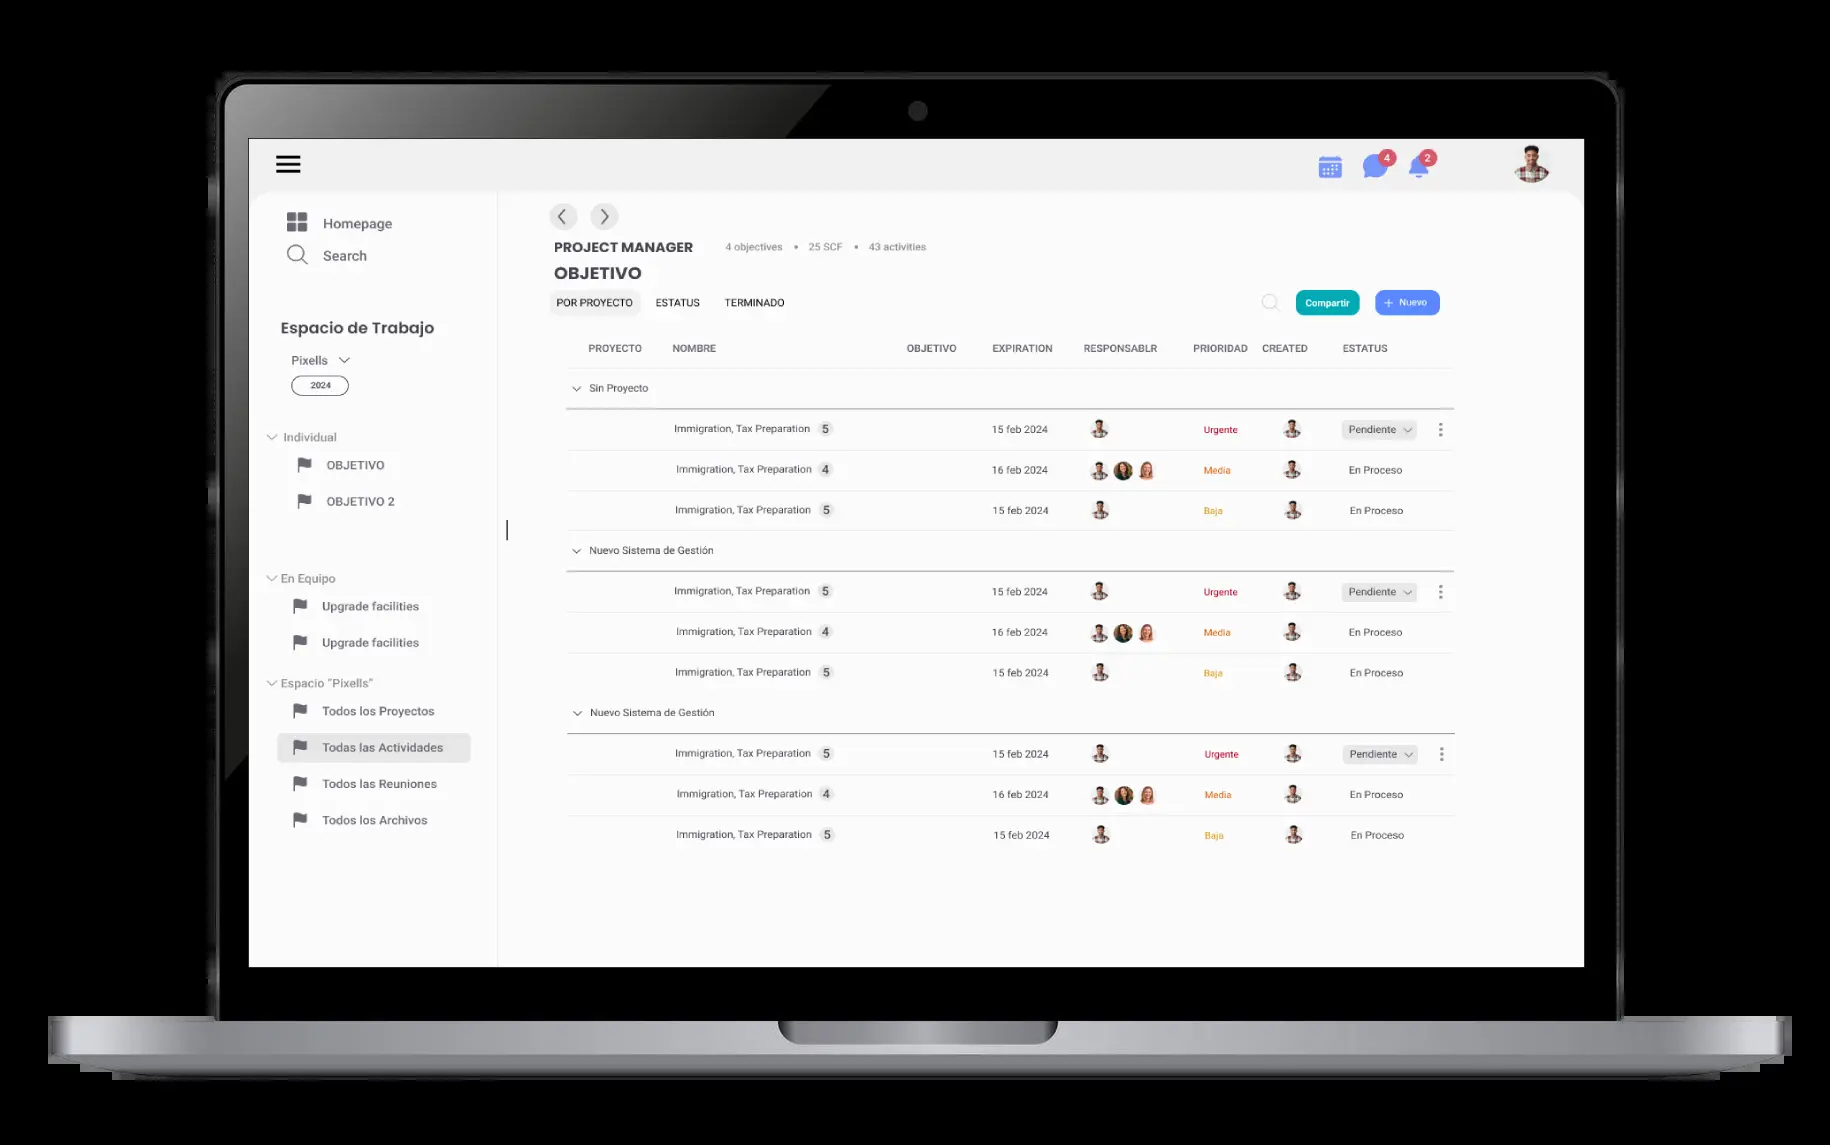 4
2
Homepage
Search
Espacio de Trabajo
Pixells
2024
Individual
OBJETIVO
OBJETIVO 2
En Equipo
Upgrade facilities
Upgrade facilities
Espacio "Pixells"
Todos los Proyectos
Todas las Actividades
Todos las Reuniones
Todos los Archivos
PROJECT MANAGER 4 objectives • 25 SCF • 43 activities
OBJETIVO
POR PROYECTO ESTATUS TERMINADO Compartir + Nuevo
PROYECTO NOMBRE OBJETIVO EXPIRATION RESPONSABLR PRIORIDAD CREATED ESTATUS
Sin Proyecto
Immigration, Tax Preparation 5 15 feb 2024 Urgente Pendiente
Immigration, Tax Preparation 4 16 feb 2024 Media En Proceso
Immigration, Tax Preparation 5 15 feb 2024 Baja En Proceso
Nuevo Sistema de Gestión
Immigration, Tax Preparation 5 15 feb 2024 Urgente Pendiente
Immigration, Tax Preparation 4 16 feb 2024 Media En Proceso
Immigration, Tax Preparation 5 15 feb 2024 Baja En Proceso
Nuevo Sistema de Gestión
Immigration, Tax Preparation 5 15 feb 2024 Urgente Pendiente
Immigration, Tax Preparation 4 16 feb 2024 Media En Proceso
Immigration, Tax Preparation 5 15 feb 2024 Baja En Proceso